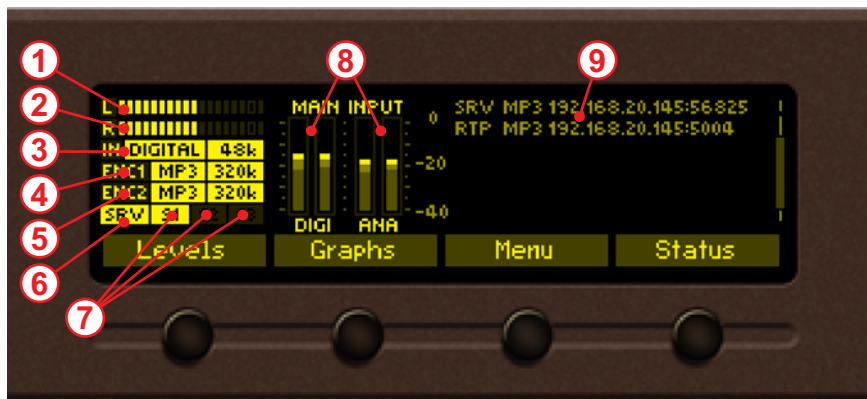 1
2
3
4
5
6
7
8
9
L
R
IN DIGITAL 48k
ENC1 MP3 320k
ENC2 MP3 320k
SRV S1
MAIN INPUT
0
-20
-40
DIGI ANA
SRV MP3 192.168.20.145:56825
RTP MP3 192.168.20.145:5004
Levels Graphs Menu Status